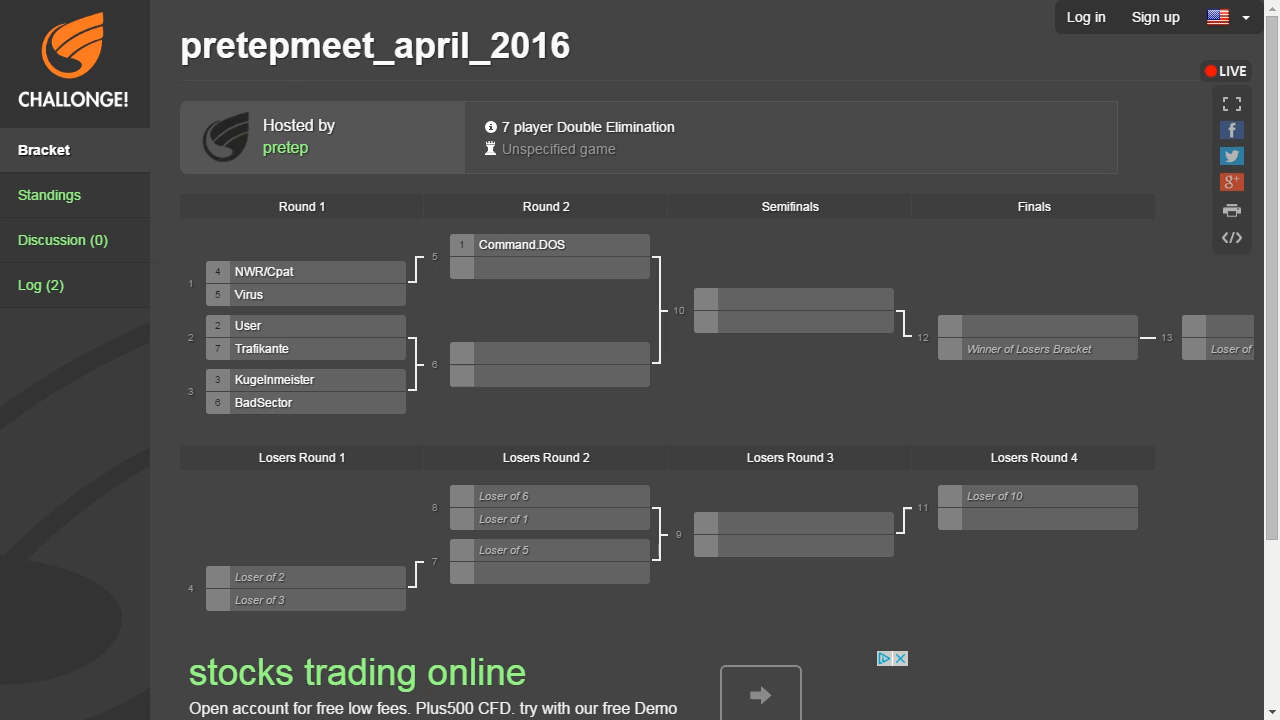 Log in Sign up
pretepmeet_april_2016
LIVE
CHALLONGE!
Hosted by
pretep
7 player Double Elimination
Unspecified game
Bracket
Standings
Discussion (0)
Log (2)
Round 1 Round 2 Semifinals Finals
1
4 NWR/Cpat
5 Virus
2
2 User
7 Trafikante
3
3 Kugelnmeister
6 BadSector
5
1 Command.DOS
6
10
12
Winner of Losers Bracket
13
Loser of
Losers Round 1 Losers Round 2 Losers Round 3 Losers Round 4
4
Loser of 2
Loser of 3
8
Loser of 6
Loser of 1
7
Loser of 5
9
11
Loser of 10
stocks trading online
Open account for free low fees. Plus500 CFD. try with our free Demo